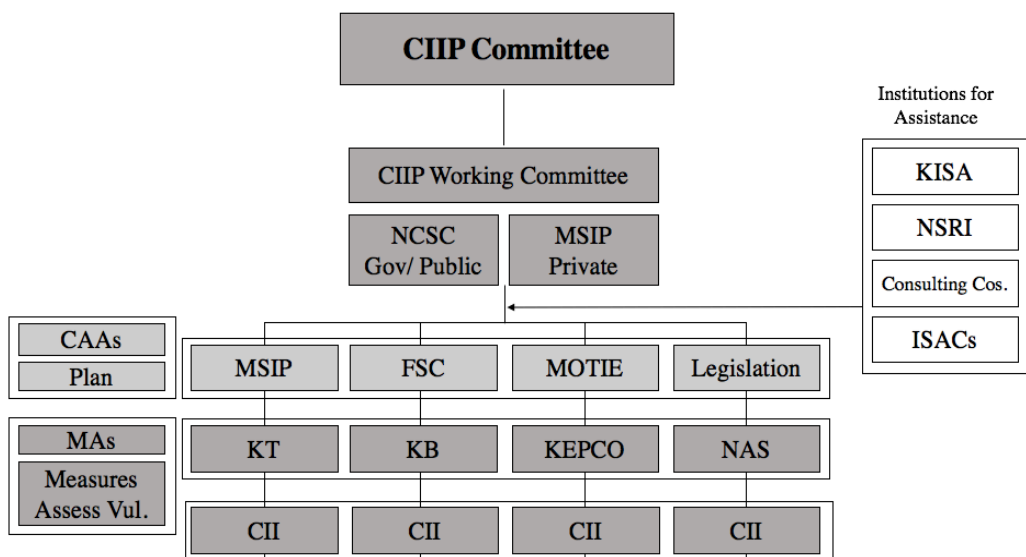 CIIP Committee
Institutions for
Assistance
CIIP Working Committee
KISA
NCSC
Gov/ Public
MSIP
Private
NSRI
Consulting Cos.
ISACs
CAAs
Plan
MSIP
FSC
MOTIE
Legislation
MAs
Measures
Assess Vul.
KT
KB
KEPCO
NAS
CII
CII
CII
CII